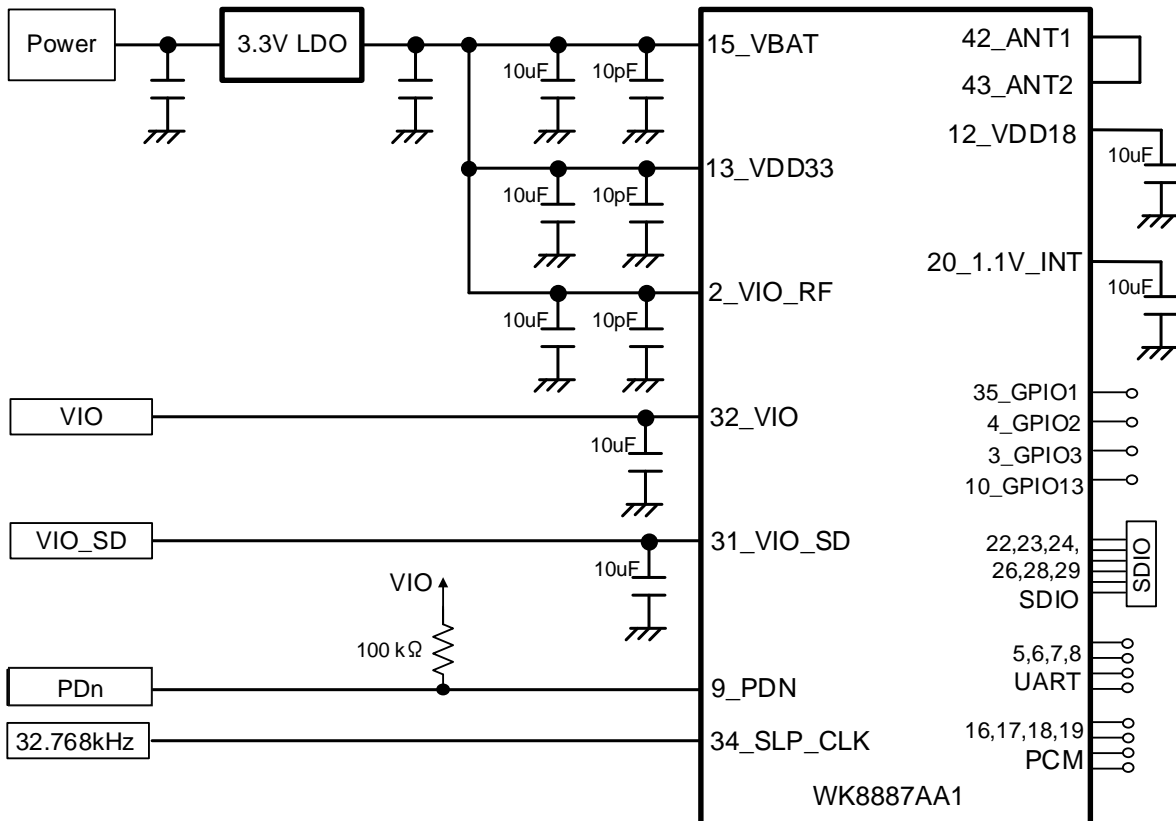 Power
3.3V LDO
10uF
10pF
15_VBAT
42_ANT1
43_ANT2
12_VDD18
10uF
10uF
10pF
13_VDD33
20_1.1V_INT
10uF
10uF
10pF
2_VIO_RF
35_GPIO1
4_GPIO2
3_GPIO3
10_GPIO13
VIO
10uF
32_VIO
VIO_SD
10uF
31_VIO_SD
22,23,24,
26,28,29
SDIO
SDIO
VIO
100 kΩ
PDn
9_PDN
5,6,7,8
UART
32.768kHz
34_SLP_CLK
16,17,18,19
PCM
WK8887AA1